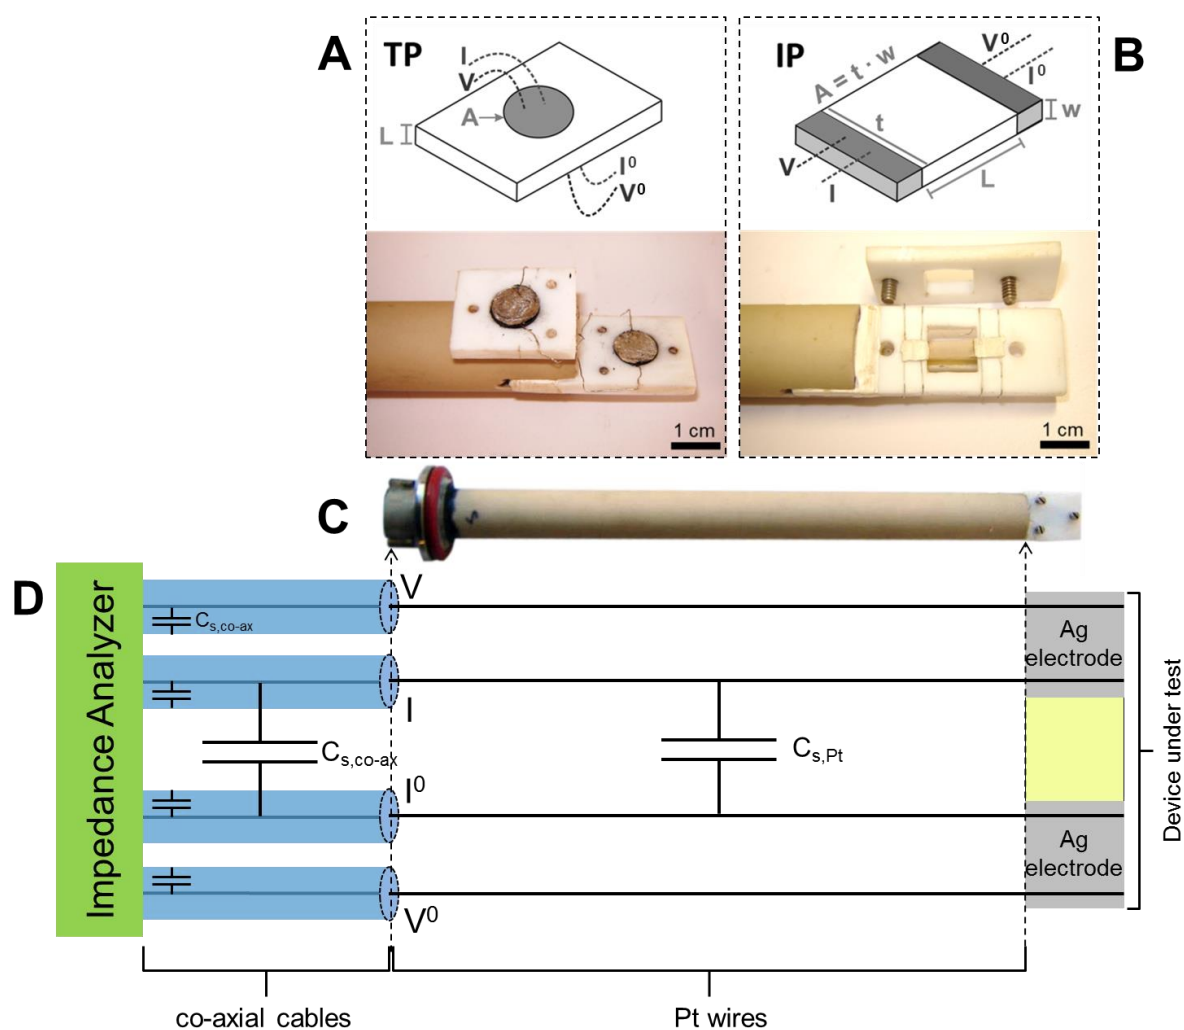 A
TP
I
V
A
L
I⁰
V⁰
1 cm
IP
B
V⁰
I⁰
A = t · w
t
w
V
I
L
1 cm
C
D
Impedance Analyzer
V
Cs,co-ax
I
Cs,co-ax
I⁰
V⁰
Cs,Pt
Ag
electrode
Ag
electrode
Device under test
co-axial cables
Pt wires